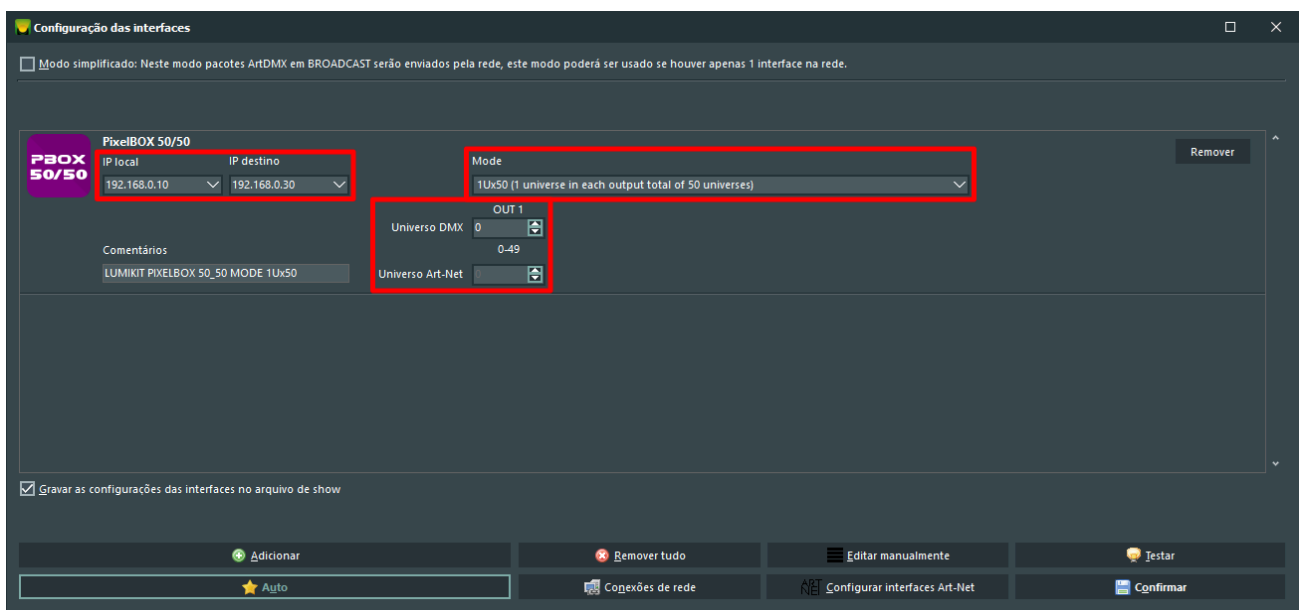 Configuração das interfaces
Modo simplificado: Neste modo pacotes ArtDMX em BROADCAST serão enviados pela rede, este modo poderá ser usado se houver apenas 1 interface na rede.
PBOX
50/50
PixelBOX 50/50
IP local IP destino Mode
Remover
192.168.0.10 192.168.0.30 1Ux50 (1 universe in each output total of 50 universes)
OUT 1
Universo DMX 0
Comentários 0-49
LUMIKIT PIXELBOX 50_50 MODE 1Ux50 Universo Art-Net 0
Gravar as configurações das interfaces no arquivo de show
Adicionar Remover tudo Editar manualmente Testar
Auto Conexões de rede ART NET Configurar interfaces Art-Net Confirmar